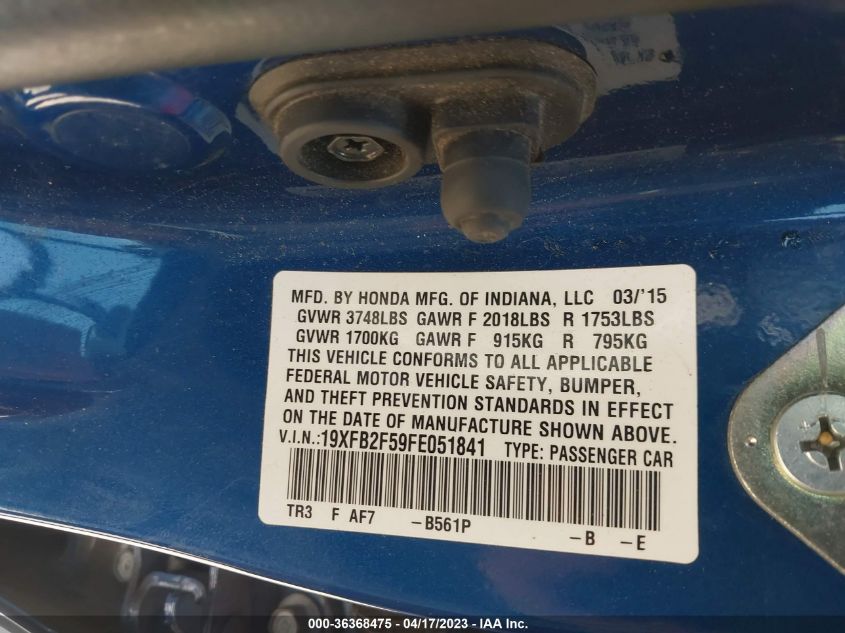 MFD. BY HONDA MFG. OF INDIANA, LLC 03/'15
GVWR 3748LBS GAWR F 2018LBS R 1753LBS
GVWR 1700KG GAWR F 915KG R 795KG
THIS VEHICLE CONFORMS TO ALL APPLICABLE
FEDERAL MOTOR VEHICLE SAFETY, BUMPER,
AND THEFT PREVENTION STANDARDS IN EFFECT
ON THE DATE OF MANUFACTURE SHOWN ABOVE.
V.I.N.:19XFB2F59FE051841 TYPE: PASSENGER CAR
TR3 F AF7 -B561P -B -E
000-36368475 - 04/17/2023 - IAA Inc.